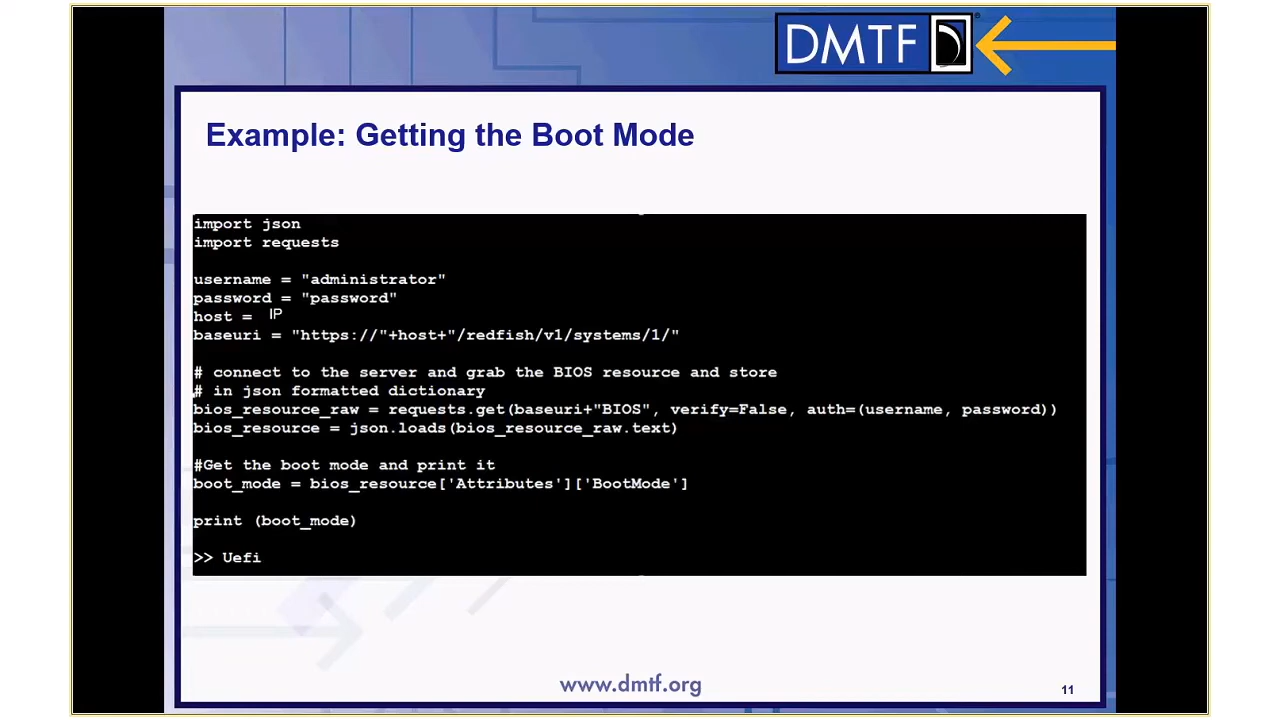 DMTF
Example: Getting the Boot Mode
import json
import requests
username = "administrator"
password = "password"
host = IP
baseuri = "https://"+host+"/redfish/v1/systems/1/"
# connect to the server and grab the BIOS resource and store
# in json formatted dictionary
bios_resource_raw = requests.get(baseuri+"BIOS", verify=False, auth=(username, password))
bios_resource = json.loads(bios_resource_raw.text)
#Get the boot mode and print it
boot_mode = bios_resource['Attributes']['BootMode']
print (boot_mode)
>> Uefi
www.dmtf.org
11